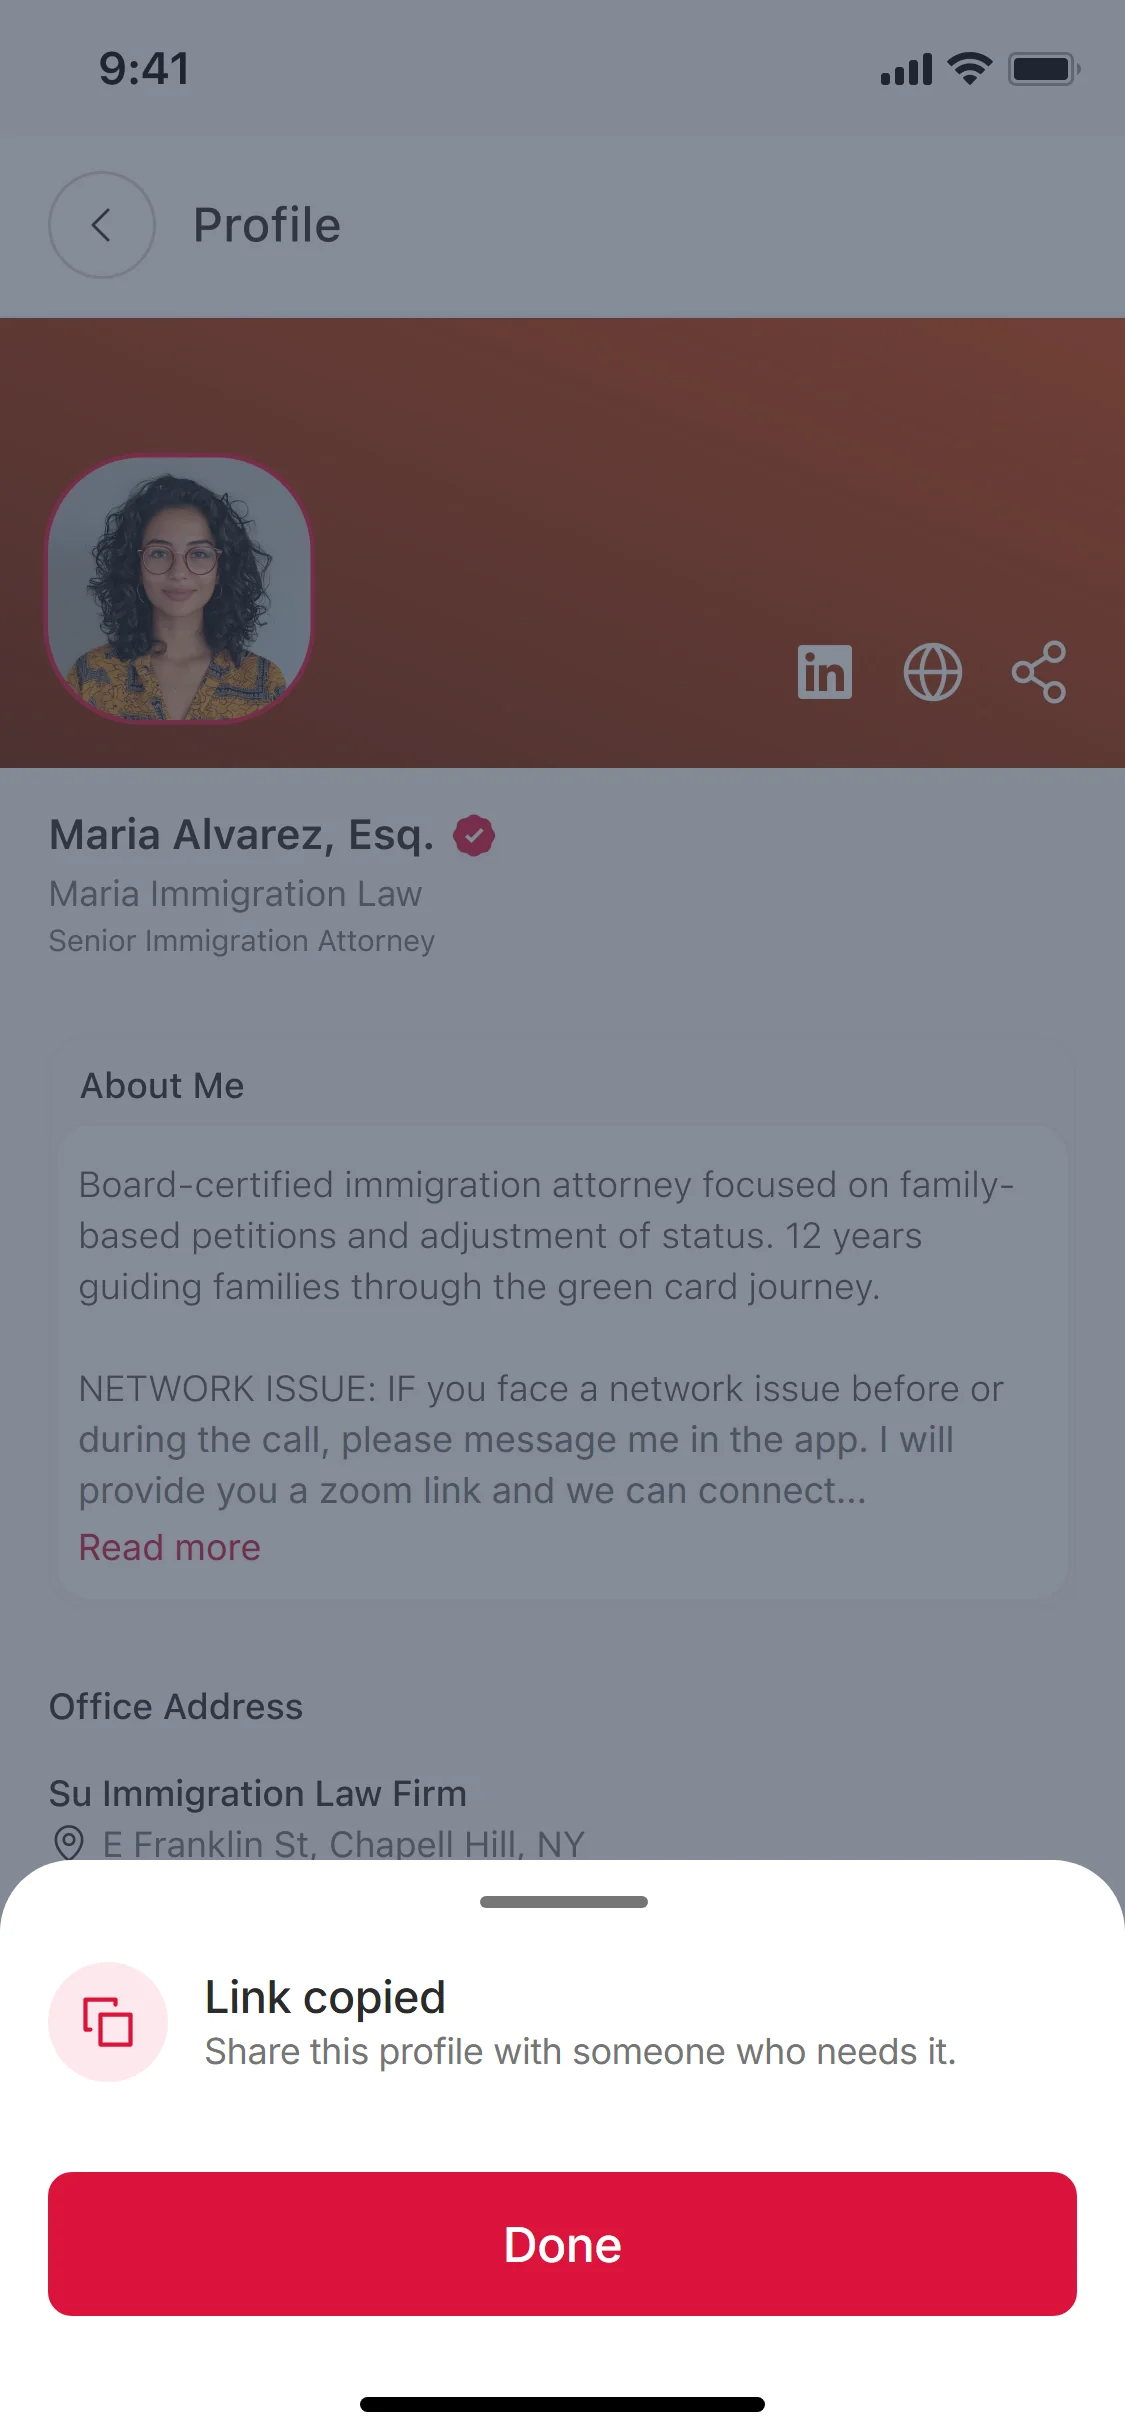 9:41
Profile
in
Maria Alvarez, Esq.
Maria Immigration Law
Senior Immigration Attorney
About Me
Board-certified immigration attorney focused on family-
based petitions and adjustment of status. 12 years
guiding families through the green card journey.
NETWORK ISSUE: IF you face a network issue before or
during the call, please message me in the app. I will
provide you a zoom link and we can connect...
Read more
Office Address
Su Immigration Law Firm
E Franklin St, Chapell Hill, NY
Link copied
Share this profile with someone who needs it.
Done